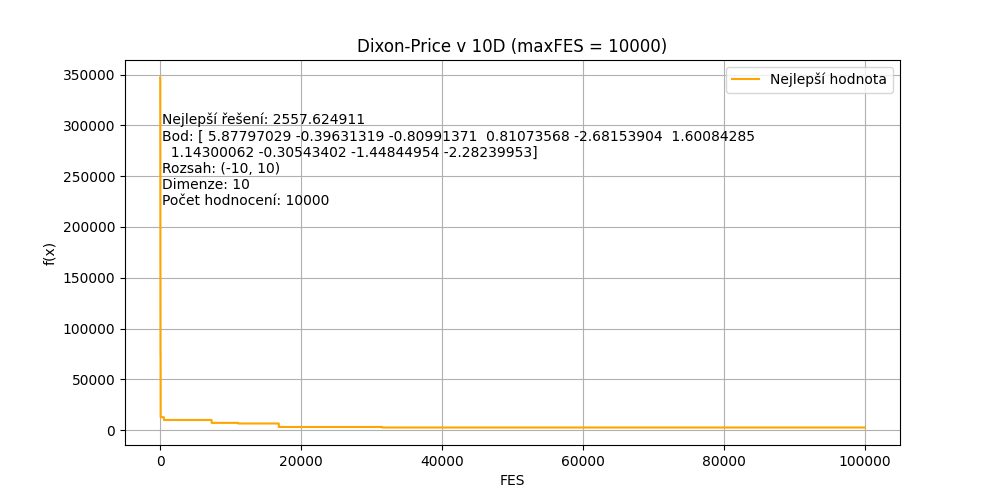 Dixon-Price v 10D (maxFES = 10000)
350000
300000
250000
200000
150000
100000
50000
0
f(x)
Nejlepší hodnota
Nejlepší řešení: 2557.624911
Bod: [ 5.87797029 -0.39631319 -0.80991371  0.81073568 -2.68153904  1.60084285
1.14300062 -0.30543402 -1.44844954 -2.28239953]
Rozsah: (-10, 10)
Dimenze: 10
Počet hodnocení: 10000
0 20000 40000 60000 80000 100000
FES